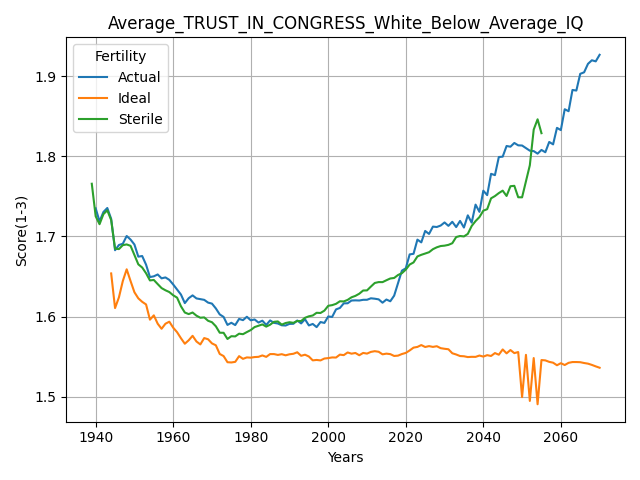 Average_TRUST_IN_CONGRESS_White_Below_Average_IQ
Fertility
Actual
Ideal
Sterile
Score(1-3)
1.9
1.8
1.7
1.6
1.5
1940 1960 1980 2000 2020 2040 2060
Years